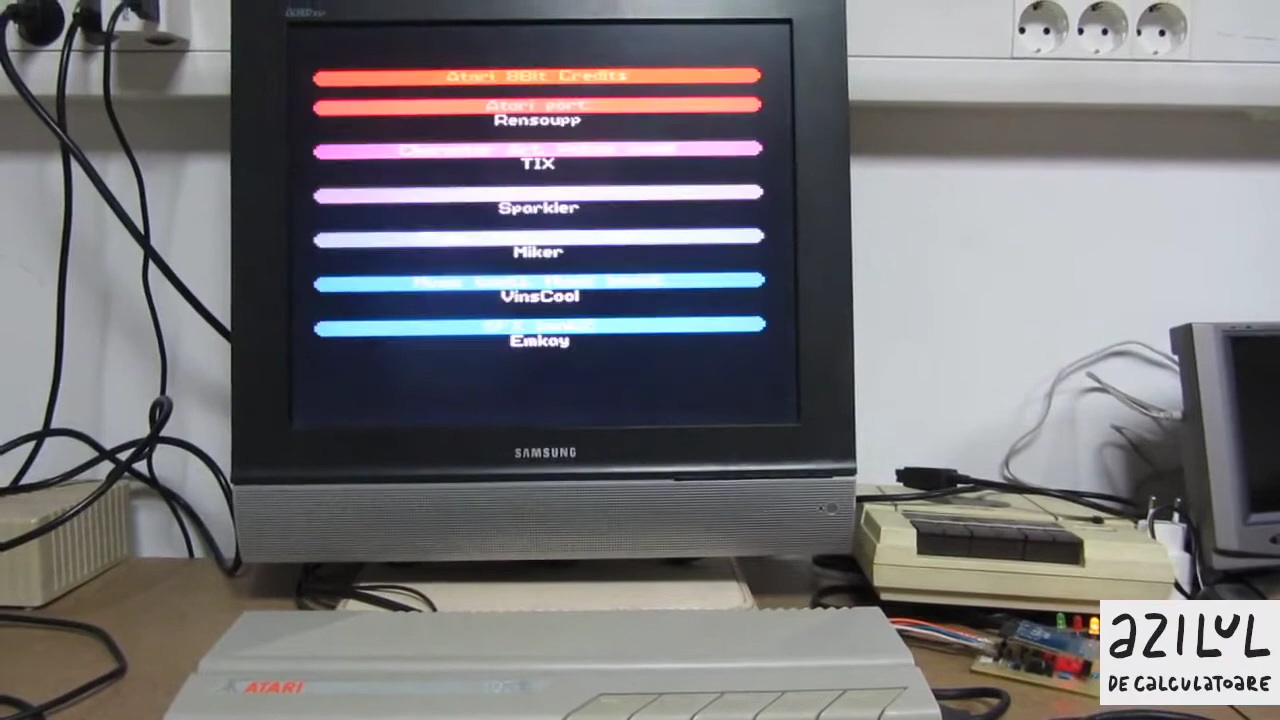 Atari 8Bit Credits
Atari port
Rensoupp
TIX
Sparkler
Miker
VinsCool
Emkay
SAMSUNG
ATARI
azilul
DE CALCULATOARE